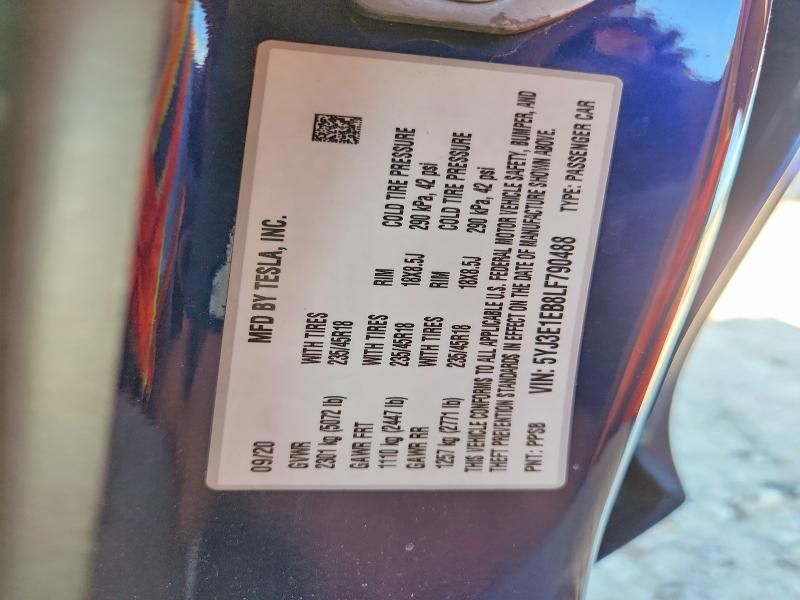 MFD BY TESLA, INC.
09/20
GVWR WITH TIRES RIM COLD TIRE PRESSURE
2301 kg (5072 lb) 235/45R18 18X8.5J 290 kPa, 42 psi
GAWR FRT WITH TIRES RIM COLD TIRE PRESSURE
1110 kg (2447 lb) 235/45R18 18X8.5J 290 kPa, 42 psi
GAWR RR WITH TIRES
1257 kg (2771 lb) 235/45R18
THIS VEHICLE CONFORMS TO ALL APPLICABLE U.S. FEDERAL MOTOR VEHICLE SAFETY, BUMPER, AND
THEFT PREVENTION STANDARDS IN EFFECT ON THE DATE OF MANUFACTURE SHOWN ABOVE.
PNT: PPSB VIN: 5YJ3E1EB8LF790488 TYPE: PASSENGER CAR